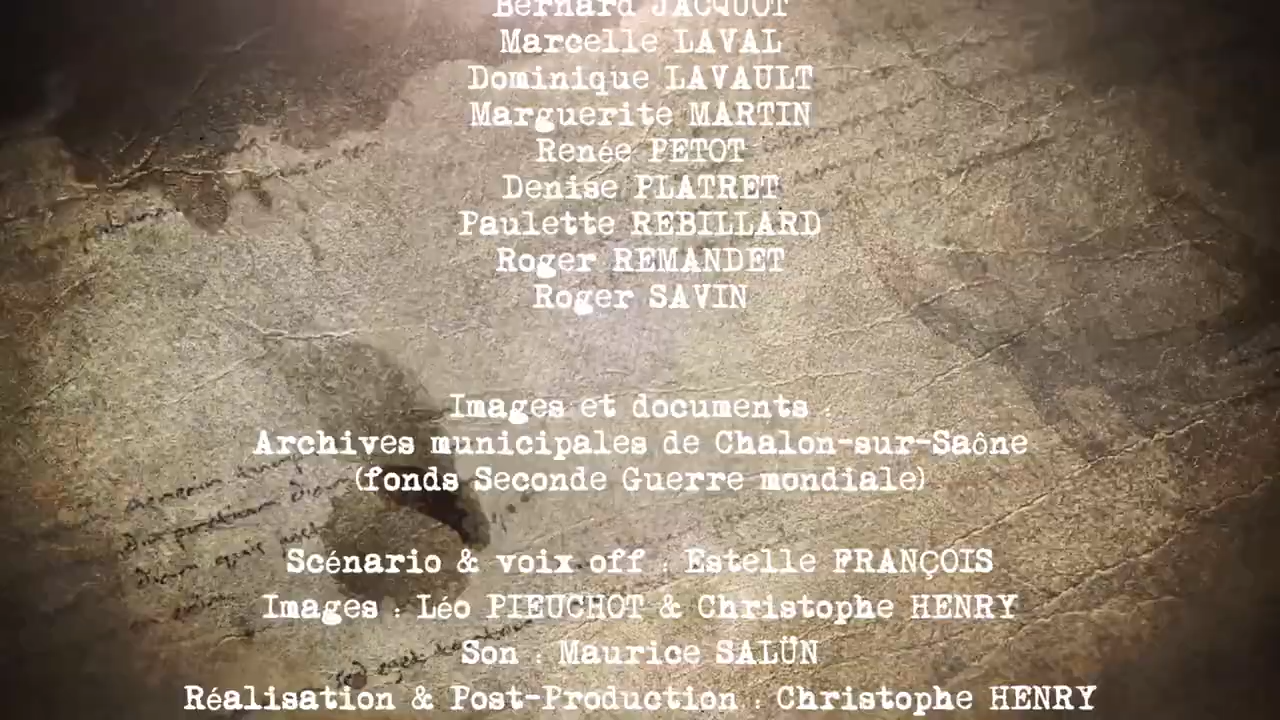 Bernard JACQUOT
Marcelle LAVAL
Dominique LAVAULT
Marguerite MARTIN
Renée PETOT
Denise PLATRET
Paulette REBILLARD
Roger REMANDET
Roger SAVIN
Images et documents :
Archives municipales de Chalon-sur-Saône
(fonds Seconde Guerre mondiale)
Scénario & voix off : Estelle FRANÇOIS
Images : Léo PIEUCHOT & Christophe HENRY
Son : Maurice SALÜN
Réalisation & Post-Production : Christophe HENRY